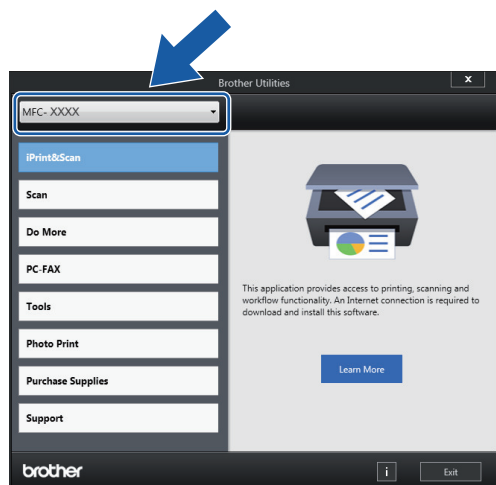 Brother Utilities
x
MFC- XXXX
iPrint&Scan
Scan
Do More
PC-FAX
Tools
Photo Print
Purchase Supplies
Support
This application provides access to printing, scanning and
workflow functionality. An Internet connection is required to
download and install this software.
Learn More
brother
i
Exit